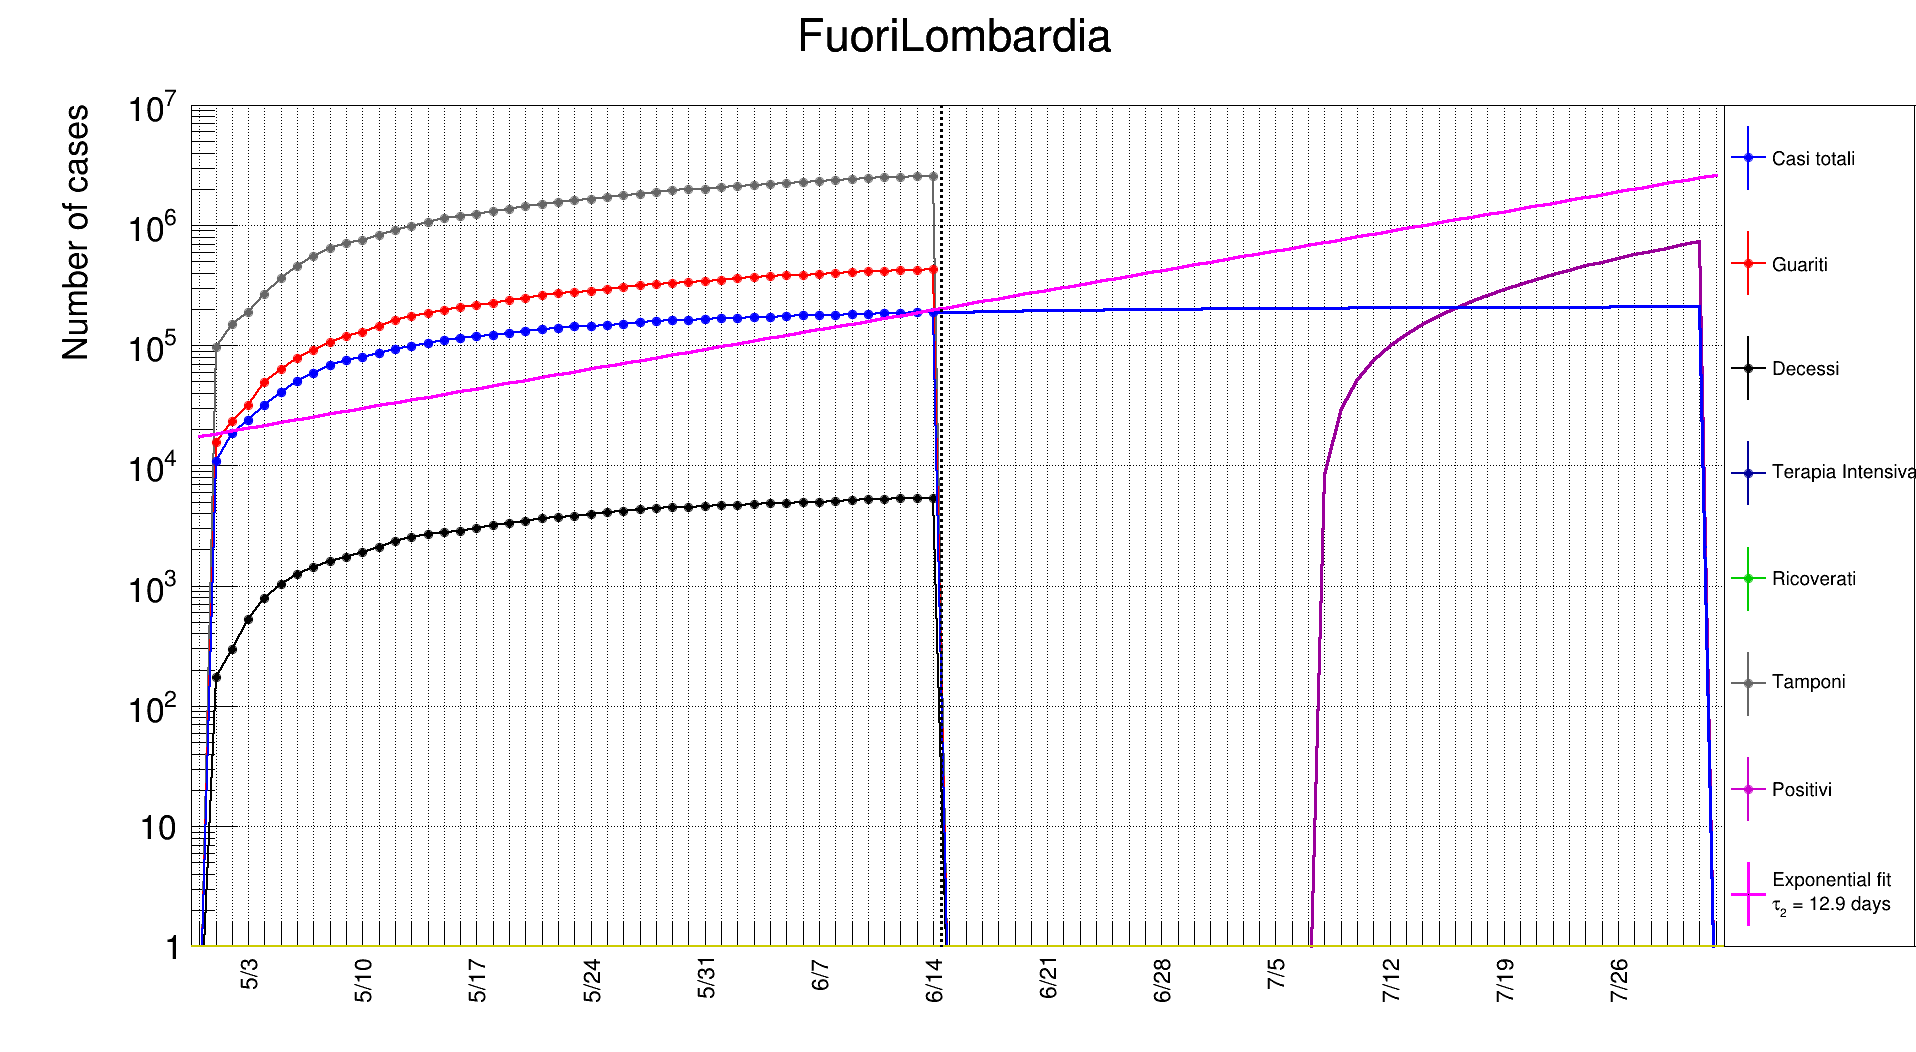 FuoriLombardia
Number of cases
10^7
10^6
10^5
10^4
10^3
10^2
10
1
5/3
5/10
5/17
5/24
5/31
6/7
6/14
6/21
6/28
7/5
7/12
7/19
7/26
Casi totali
Guariti
Decessi
Terapia Intensiva
Ricoverati
Tamponi
Positivi
Exponential fit
τ₂ = 12.9 days